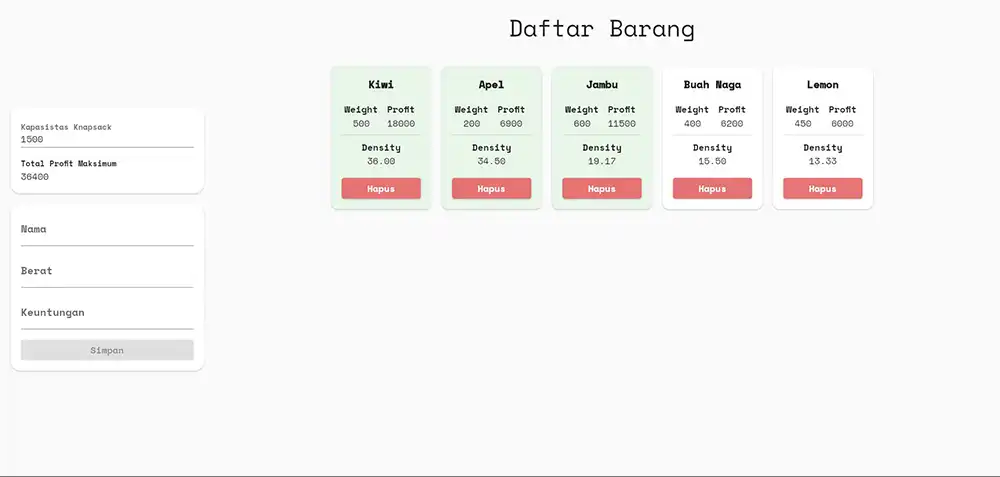 Daftar Barang
Kapasistas Knapsack
1500
Total Profit Maksimum
36400
Nama
Berat
Keuntungan
Simpan
Kiwi
Weight Profit
500 18000
Density
36.00
Hapus
Apel
Weight Profit
200 6900
Density
34.50
Hapus
Jambu
Weight Profit
600 11500
Density
19.17
Hapus
Buah Naga
Weight Profit
400 6200
Density
15.50
Hapus
Lemon
Weight Profit
450 6000
Density
13.33
Hapus